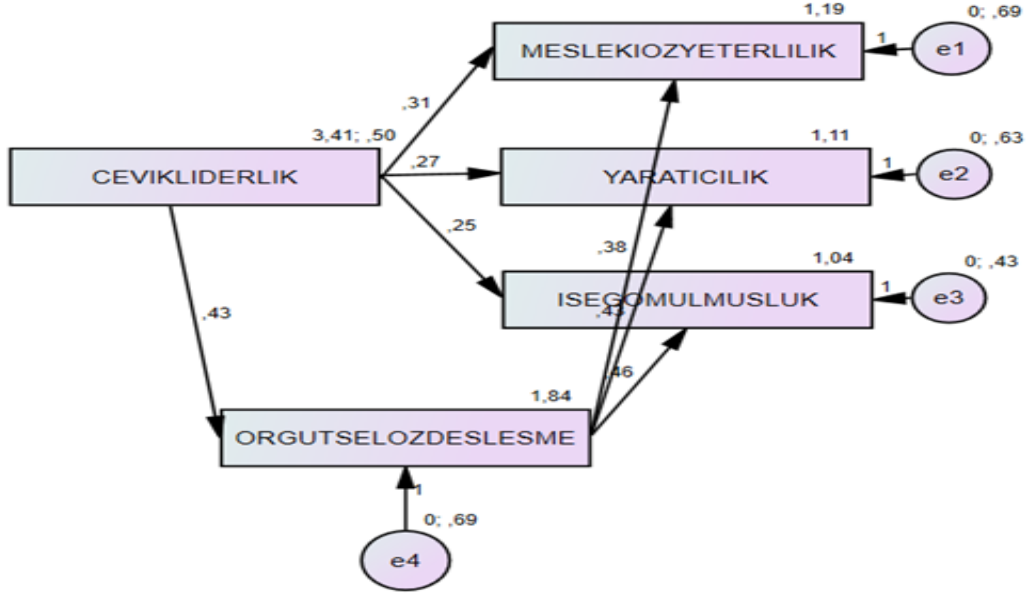 1,19
0; ,69
MESLEKIOZYETERLILIK
1
e1
,31
3,41; ,50
1,11
0; ,63
CEVIKLIDERLIK
,27
YARATICILIK
1
e2
,25
,38
1,04
0; ,43
ISEGOMULMUSLUK
1
e3
,43
,43
,46
1,84
ORGUTSELOZDESLESME
1
0; ,69
e4